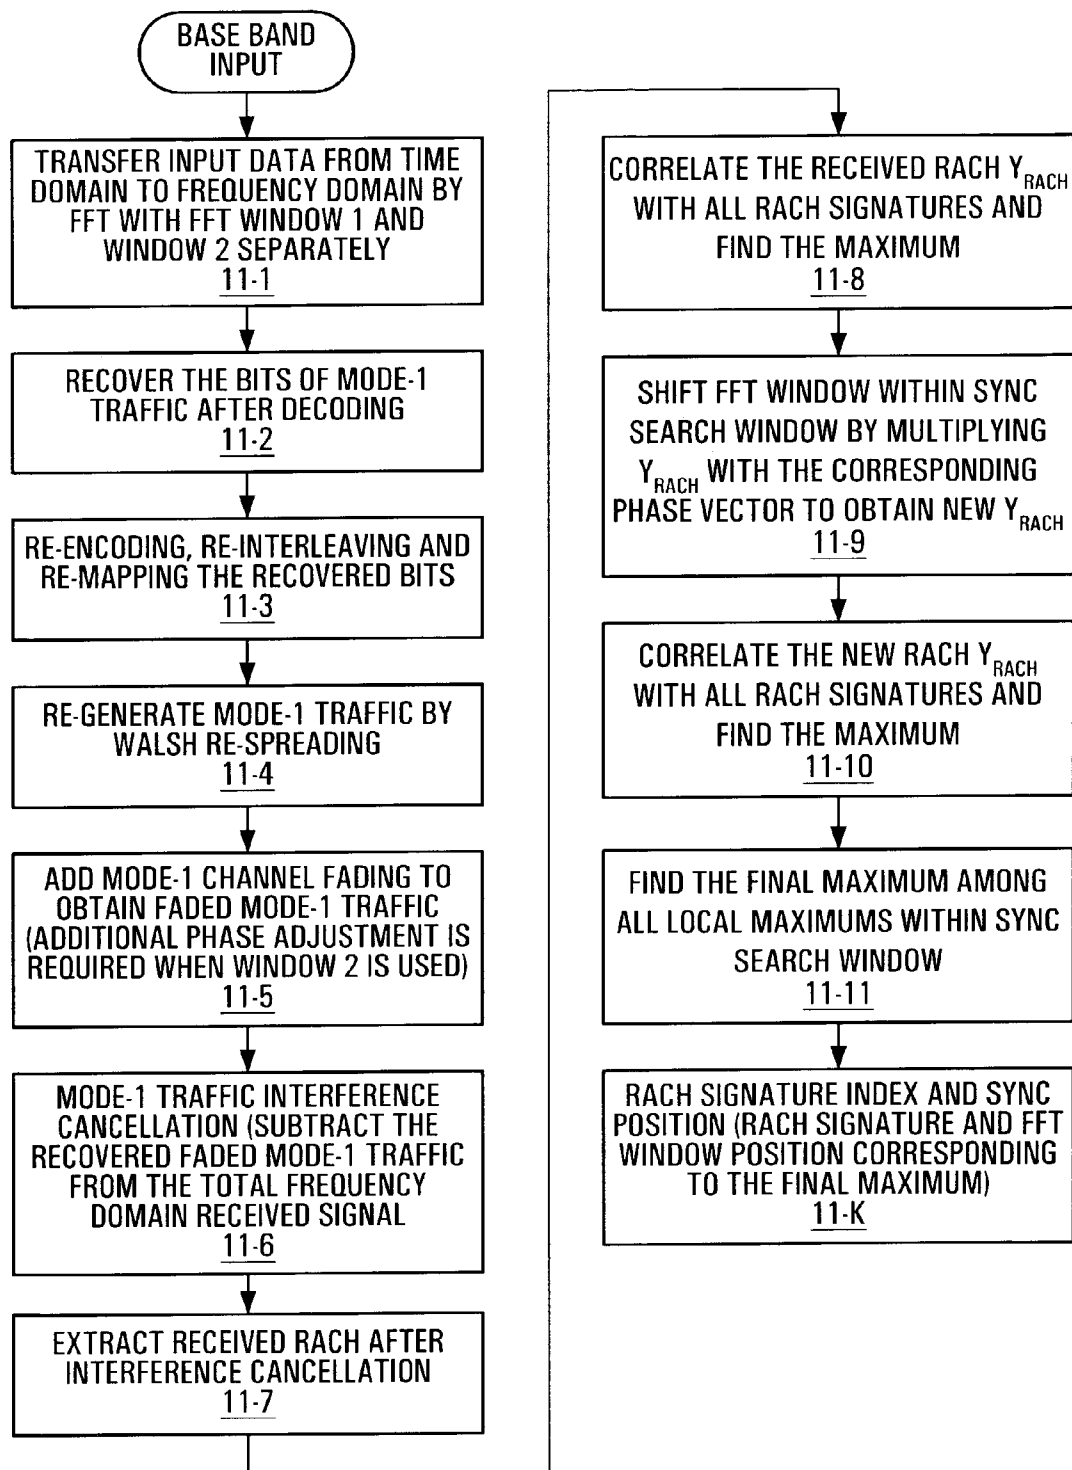 BASE BAND
INPUT
TRANSFER INPUT DATA FROM TIME
DOMAIN TO FREQUENCY DOMAIN BY
FFT WITH FFT WINDOW 1 AND
WINDOW 2 SEPARATELY
11-1
RECOVER THE BITS OF MODE-1
TRAFFIC AFTER DECODING
11-2
RE-ENCODING, RE-INTERLEAVING AND
RE-MAPPING THE RECOVERED BITS
11-3
RE-GENERATE MODE-1 TRAFFIC BY
WALSH RE-SPREADING
11-4
ADD MODE-1 CHANNEL FADING TO
OBTAIN FADED MODE-1 TRAFFIC
(ADDITIONAL PHASE ADJUSTMENT IS
REQUIRED WHEN WINDOW 2 IS USED)
11-5
MODE-1 TRAFFIC INTERFERENCE
CANCELLATION (SUBTRACT THE
RECOVERED FADED MODE-1 TRAFFIC
FROM THE TOTAL FREQUENCY
DOMAIN RECEIVED SIGNAL
11-6
EXTRACT RECEIVED RACH AFTER
INTERFERENCE CANCELLATION
11-7
CORRELATE THE RECEIVED RACH Y_RACH
WITH ALL RACH SIGNATURES AND
FIND THE MAXIMUM
11-8
SHIFT FFT WINDOW WITHIN SYNC
SEARCH WINDOW BY MULTIPLYING
Y_RACH WITH THE CORRESPONDING
PHASE VECTOR TO OBTAIN NEW Y_RACH
11-9
CORRELATE THE NEW RACH Y_RACH
WITH ALL RACH SIGNATURES AND
FIND THE MAXIMUM
11-10
FIND THE FINAL MAXIMUM AMONG
ALL LOCAL MAXIMUMS WITHIN SYNC
SEARCH WINDOW
11-11
RACH SIGNATURE INDEX AND SYNC
POSITION (RACH SIGNATURE AND FFT
WINDOW POSITION CORRESPONDING
TO THE FINAL MAXIMUM)
11-K